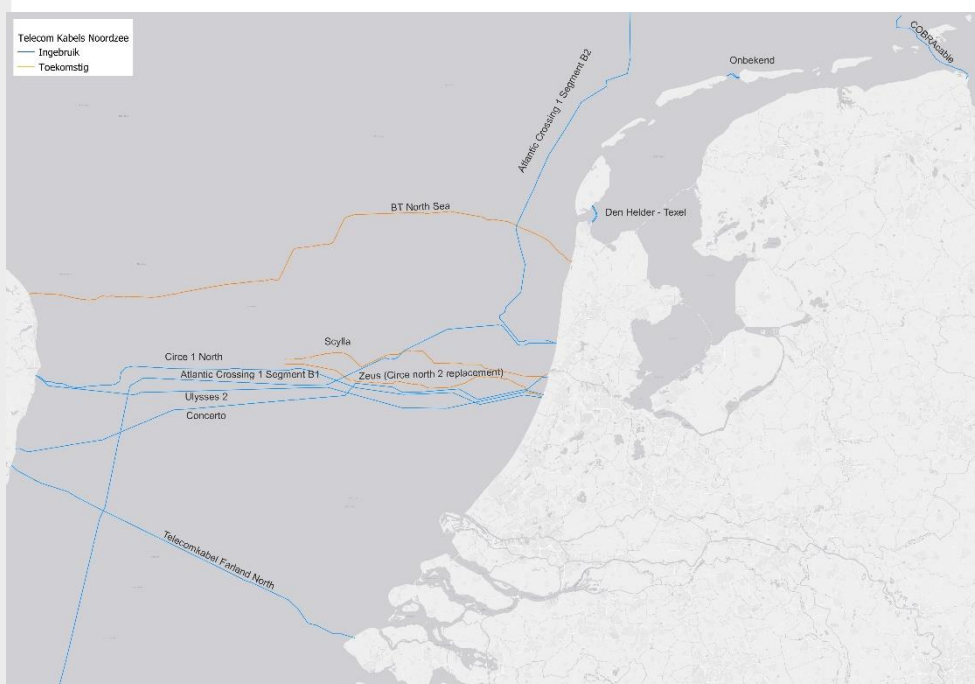 Telecom Kabels Noordzee
Ingebruik
Toekomstig
COBRAcable
Onbekend
Atlantic Crossing 1 Segment B2
BT North Sea
Den Helder - Texel
Scylla
Circe 1 North
Atlantic Crossing 1 Segment B1
Zeus (Circe north 2 replacement)
Ulysses 2
Concerto
Telecomkabel Farland North